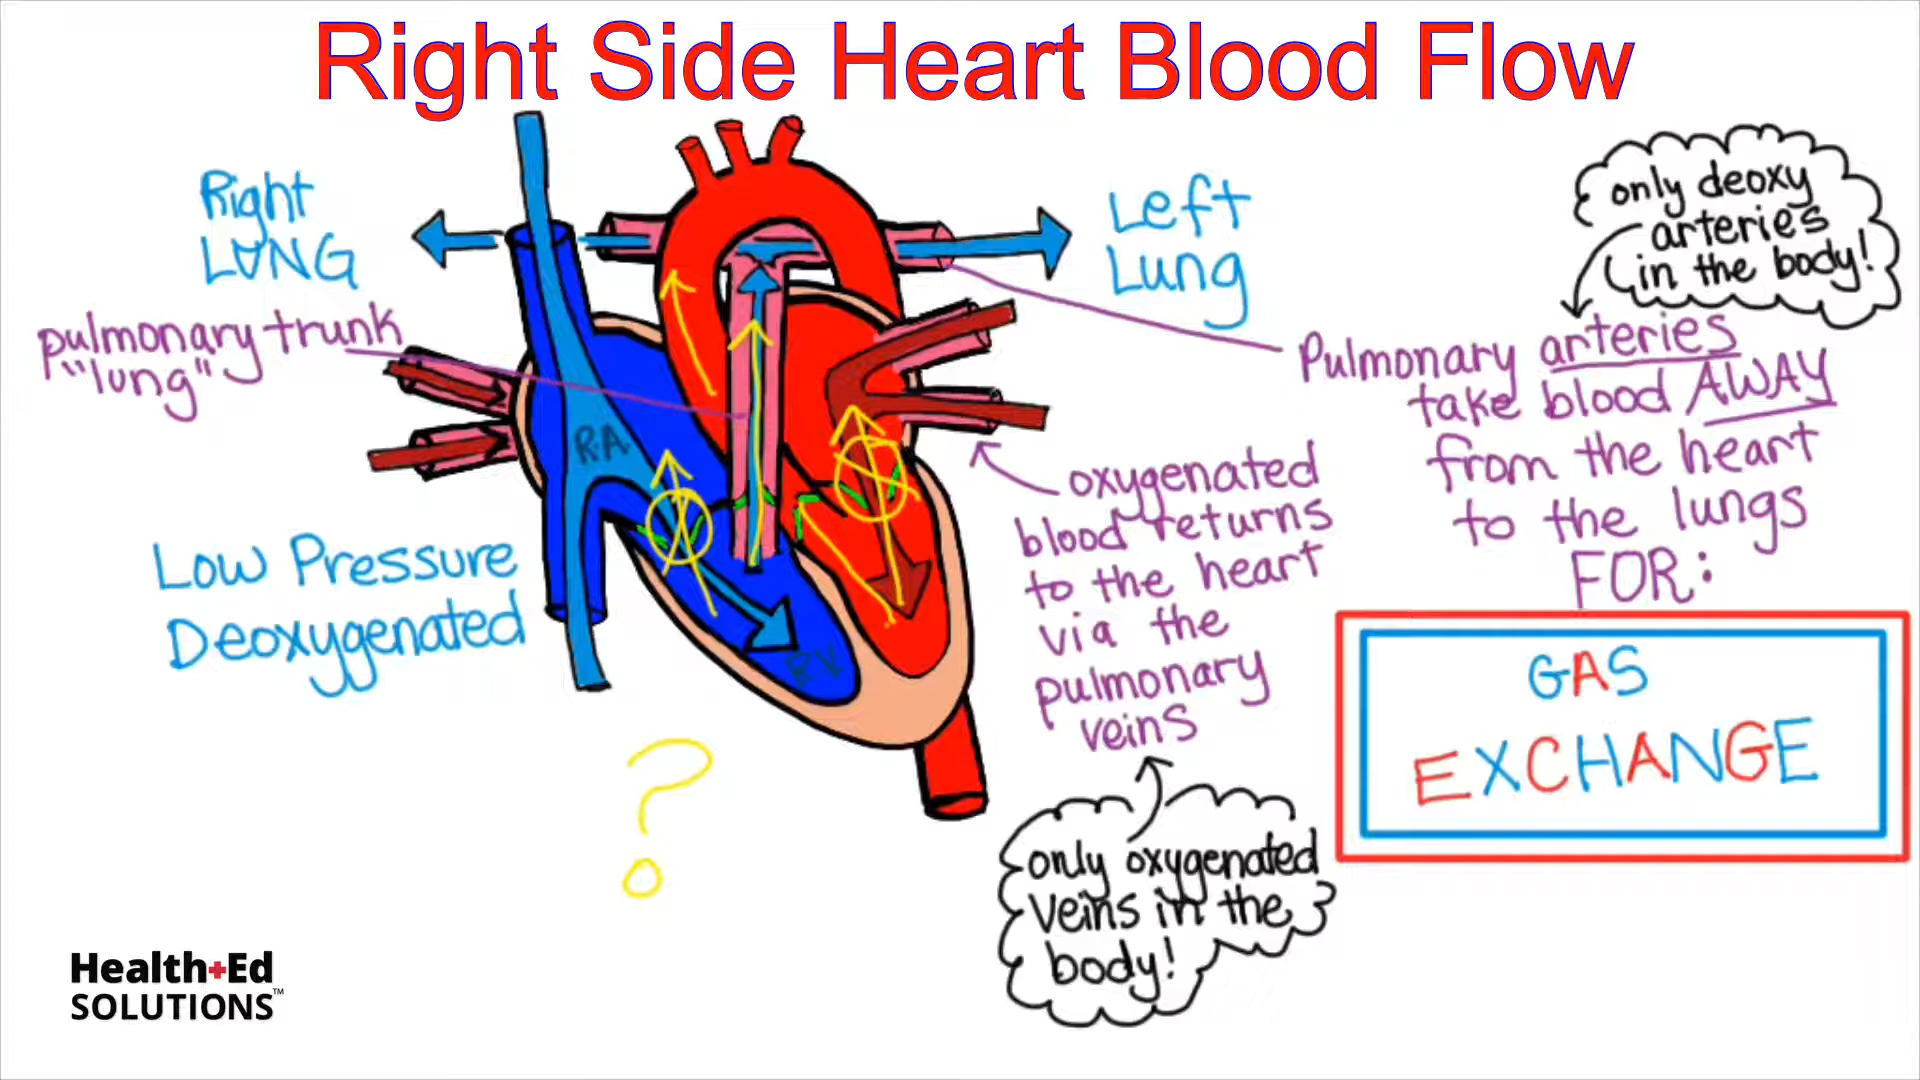 Right Side Heart Blood Flow
Right
LUNG
Left
Lung
only deoxy
arteries
in the body!
pulmonary trunk
"lung"
Pulmonary arteries
take blood AWAY
from the heart
to the lungs
FOR:
RA
oxygenated
blood returns
to the heart
via the
pulmonary
veins
Low Pressure
Deoxygenated
RV
GAS
EXCHANGE
?
only oxygenated
veins in the
body!
Health+Ed
SOLUTIONS™